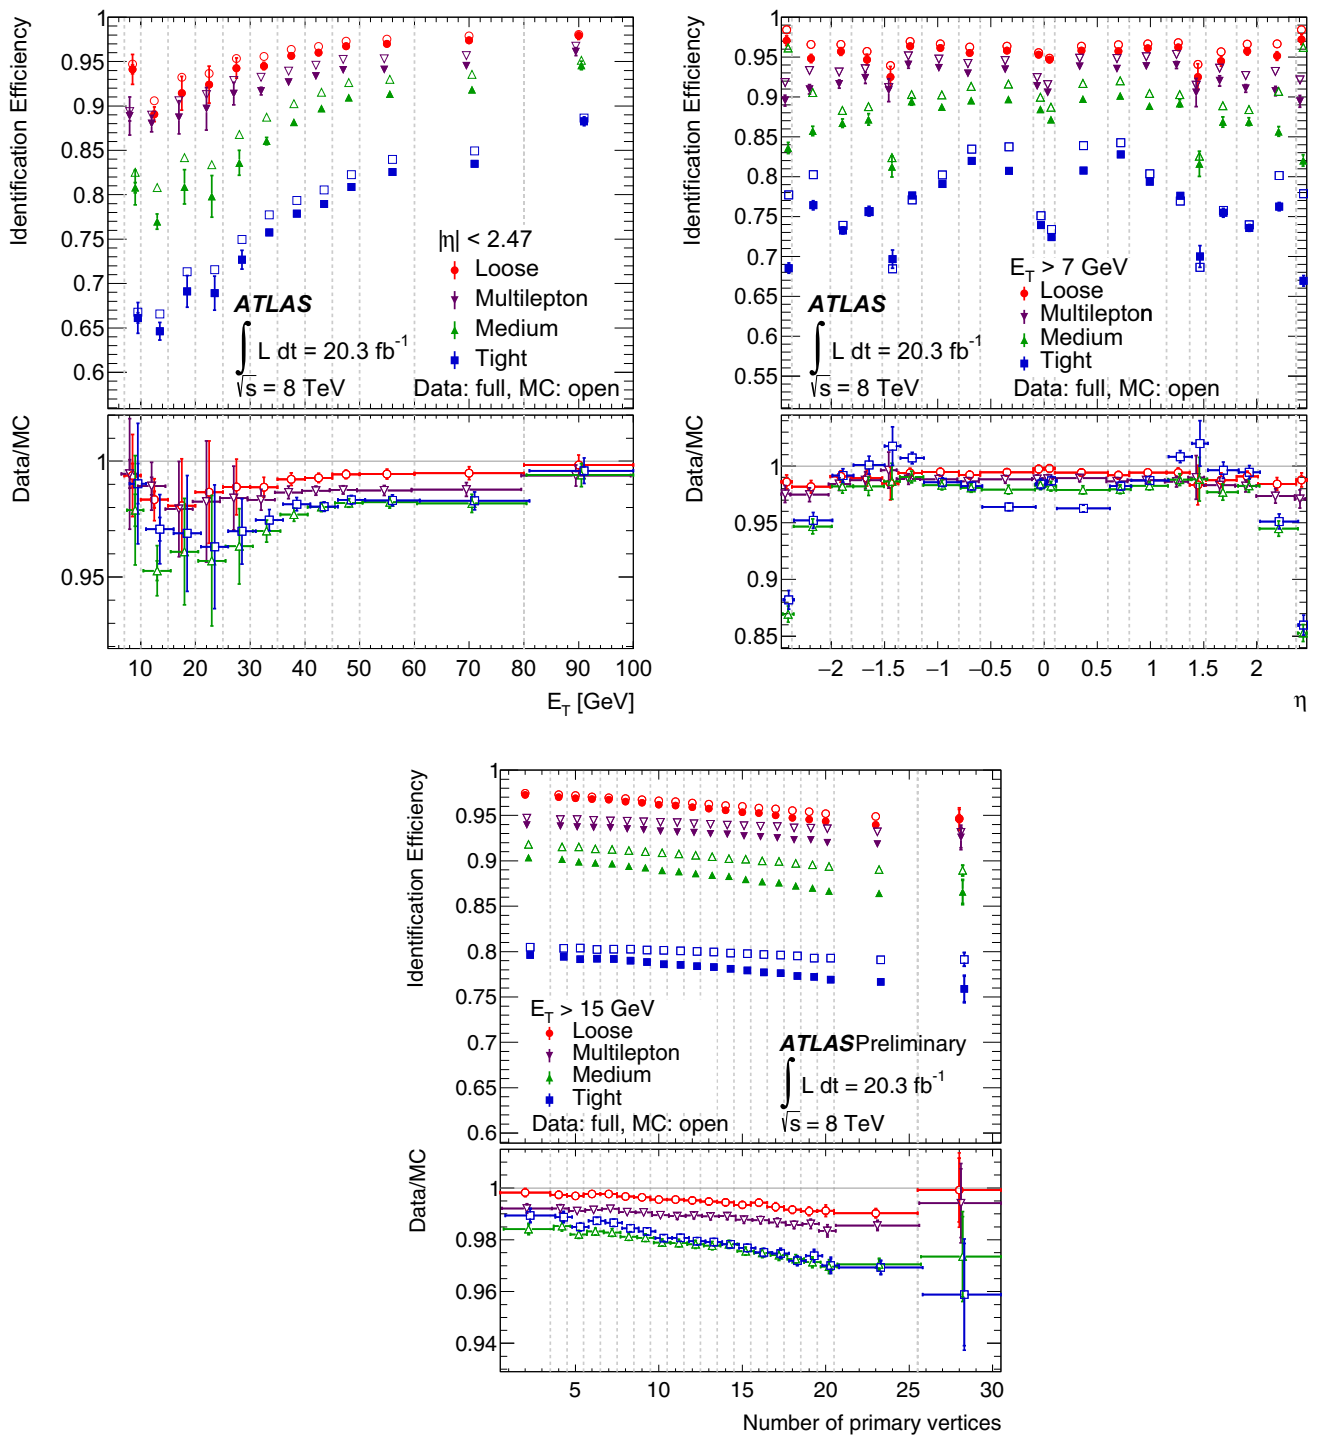 Identification Efficiency
1
0.95
0.9
0.85
0.8
0.75
0.7
0.65
0.6
|η| < 2.47
Loose
Multilepton
Medium
Tight
ATLAS
∫ L dt = 20.3 fb⁻¹
√s = 8 TeV
Data: full, MC: open
Data/MC
1
0.95
10 20 30 40 50 60 70 80 90 100
E_T [GeV]
Identification Efficiency
1
0.95
0.9
0.85
0.8
0.75
0.7
0.65
0.6
0.55
E_T > 7 GeV
Loose
Multilepton
Medium
Tight
ATLAS
∫ L dt = 20.3 fb⁻¹
√s = 8 TeV
Data: full, MC: open
Data/MC
1
0.95
0.9
0.85
−2 −1.5 −1 −0.5 0 0.5 1 1.5 2
η
Identification Efficiency
1
0.95
0.9
0.85
0.8
0.75
0.7
0.65
0.6
E_T > 15 GeV
Loose
Multilepton
Medium
Tight
Data: full, MC: open
ATLAS Preliminary
∫ L dt = 20.3 fb⁻¹
√s = 8 TeV
Data/MC
1
0.98
0.96
0.94
5 10 15 20 25 30
Number of primary vertices